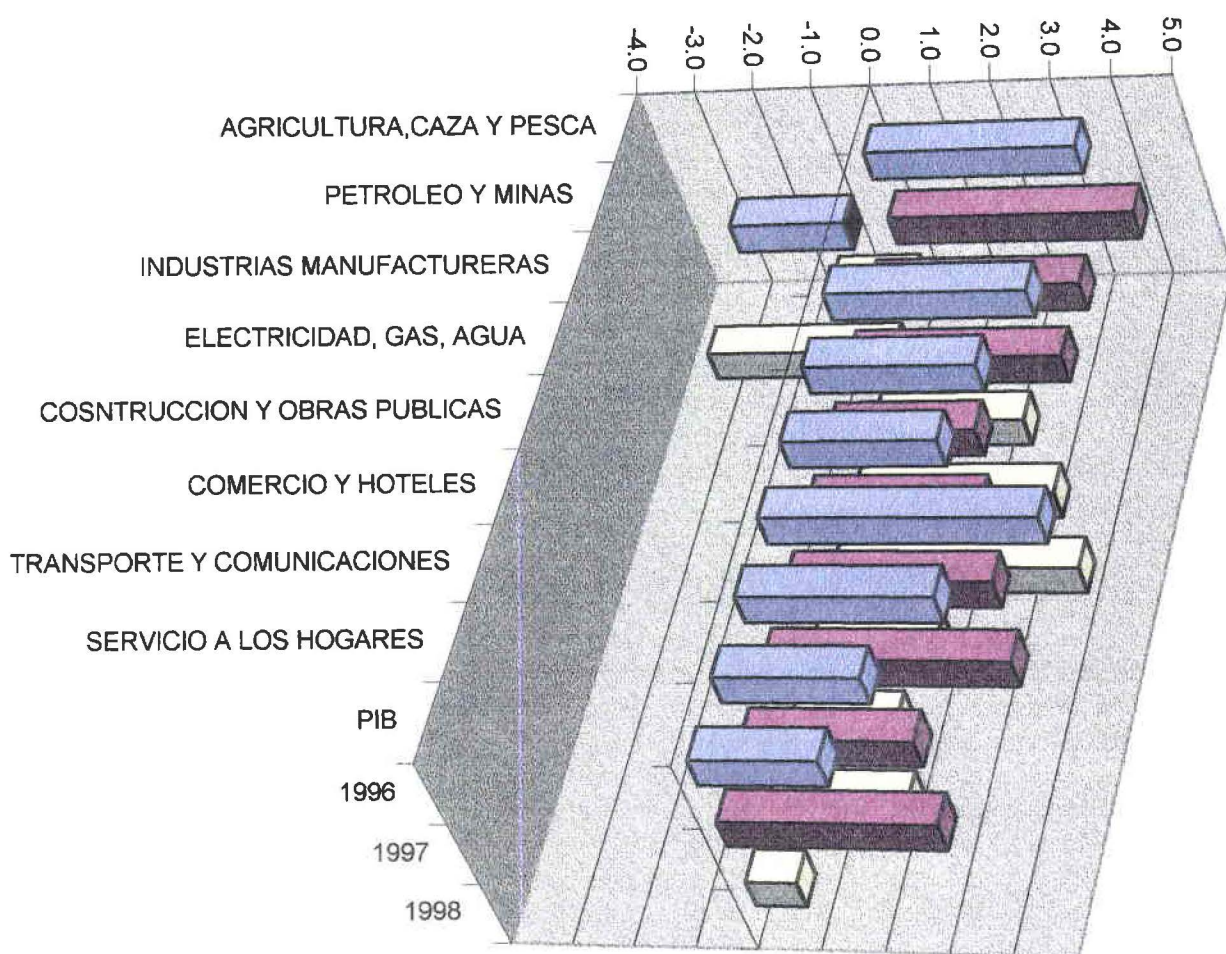 5.0
4.0
3.0
2.0
1.0
0.0
-1.0
-2.0
-3.0
-4.0
AGRICULTURA,CAZA Y PESCA
PETROLEO Y MINAS
INDUSTRIAS MANUFACTURERAS
ELECTRICIDAD, GAS, AGUA
COSNTRUCCION Y OBRAS PUBLICAS
COMERCIO Y HOTELES
TRANSPORTE Y COMUNICACIONES
SERVICIO A LOS HOGARES
PIB
1996
1997
1998